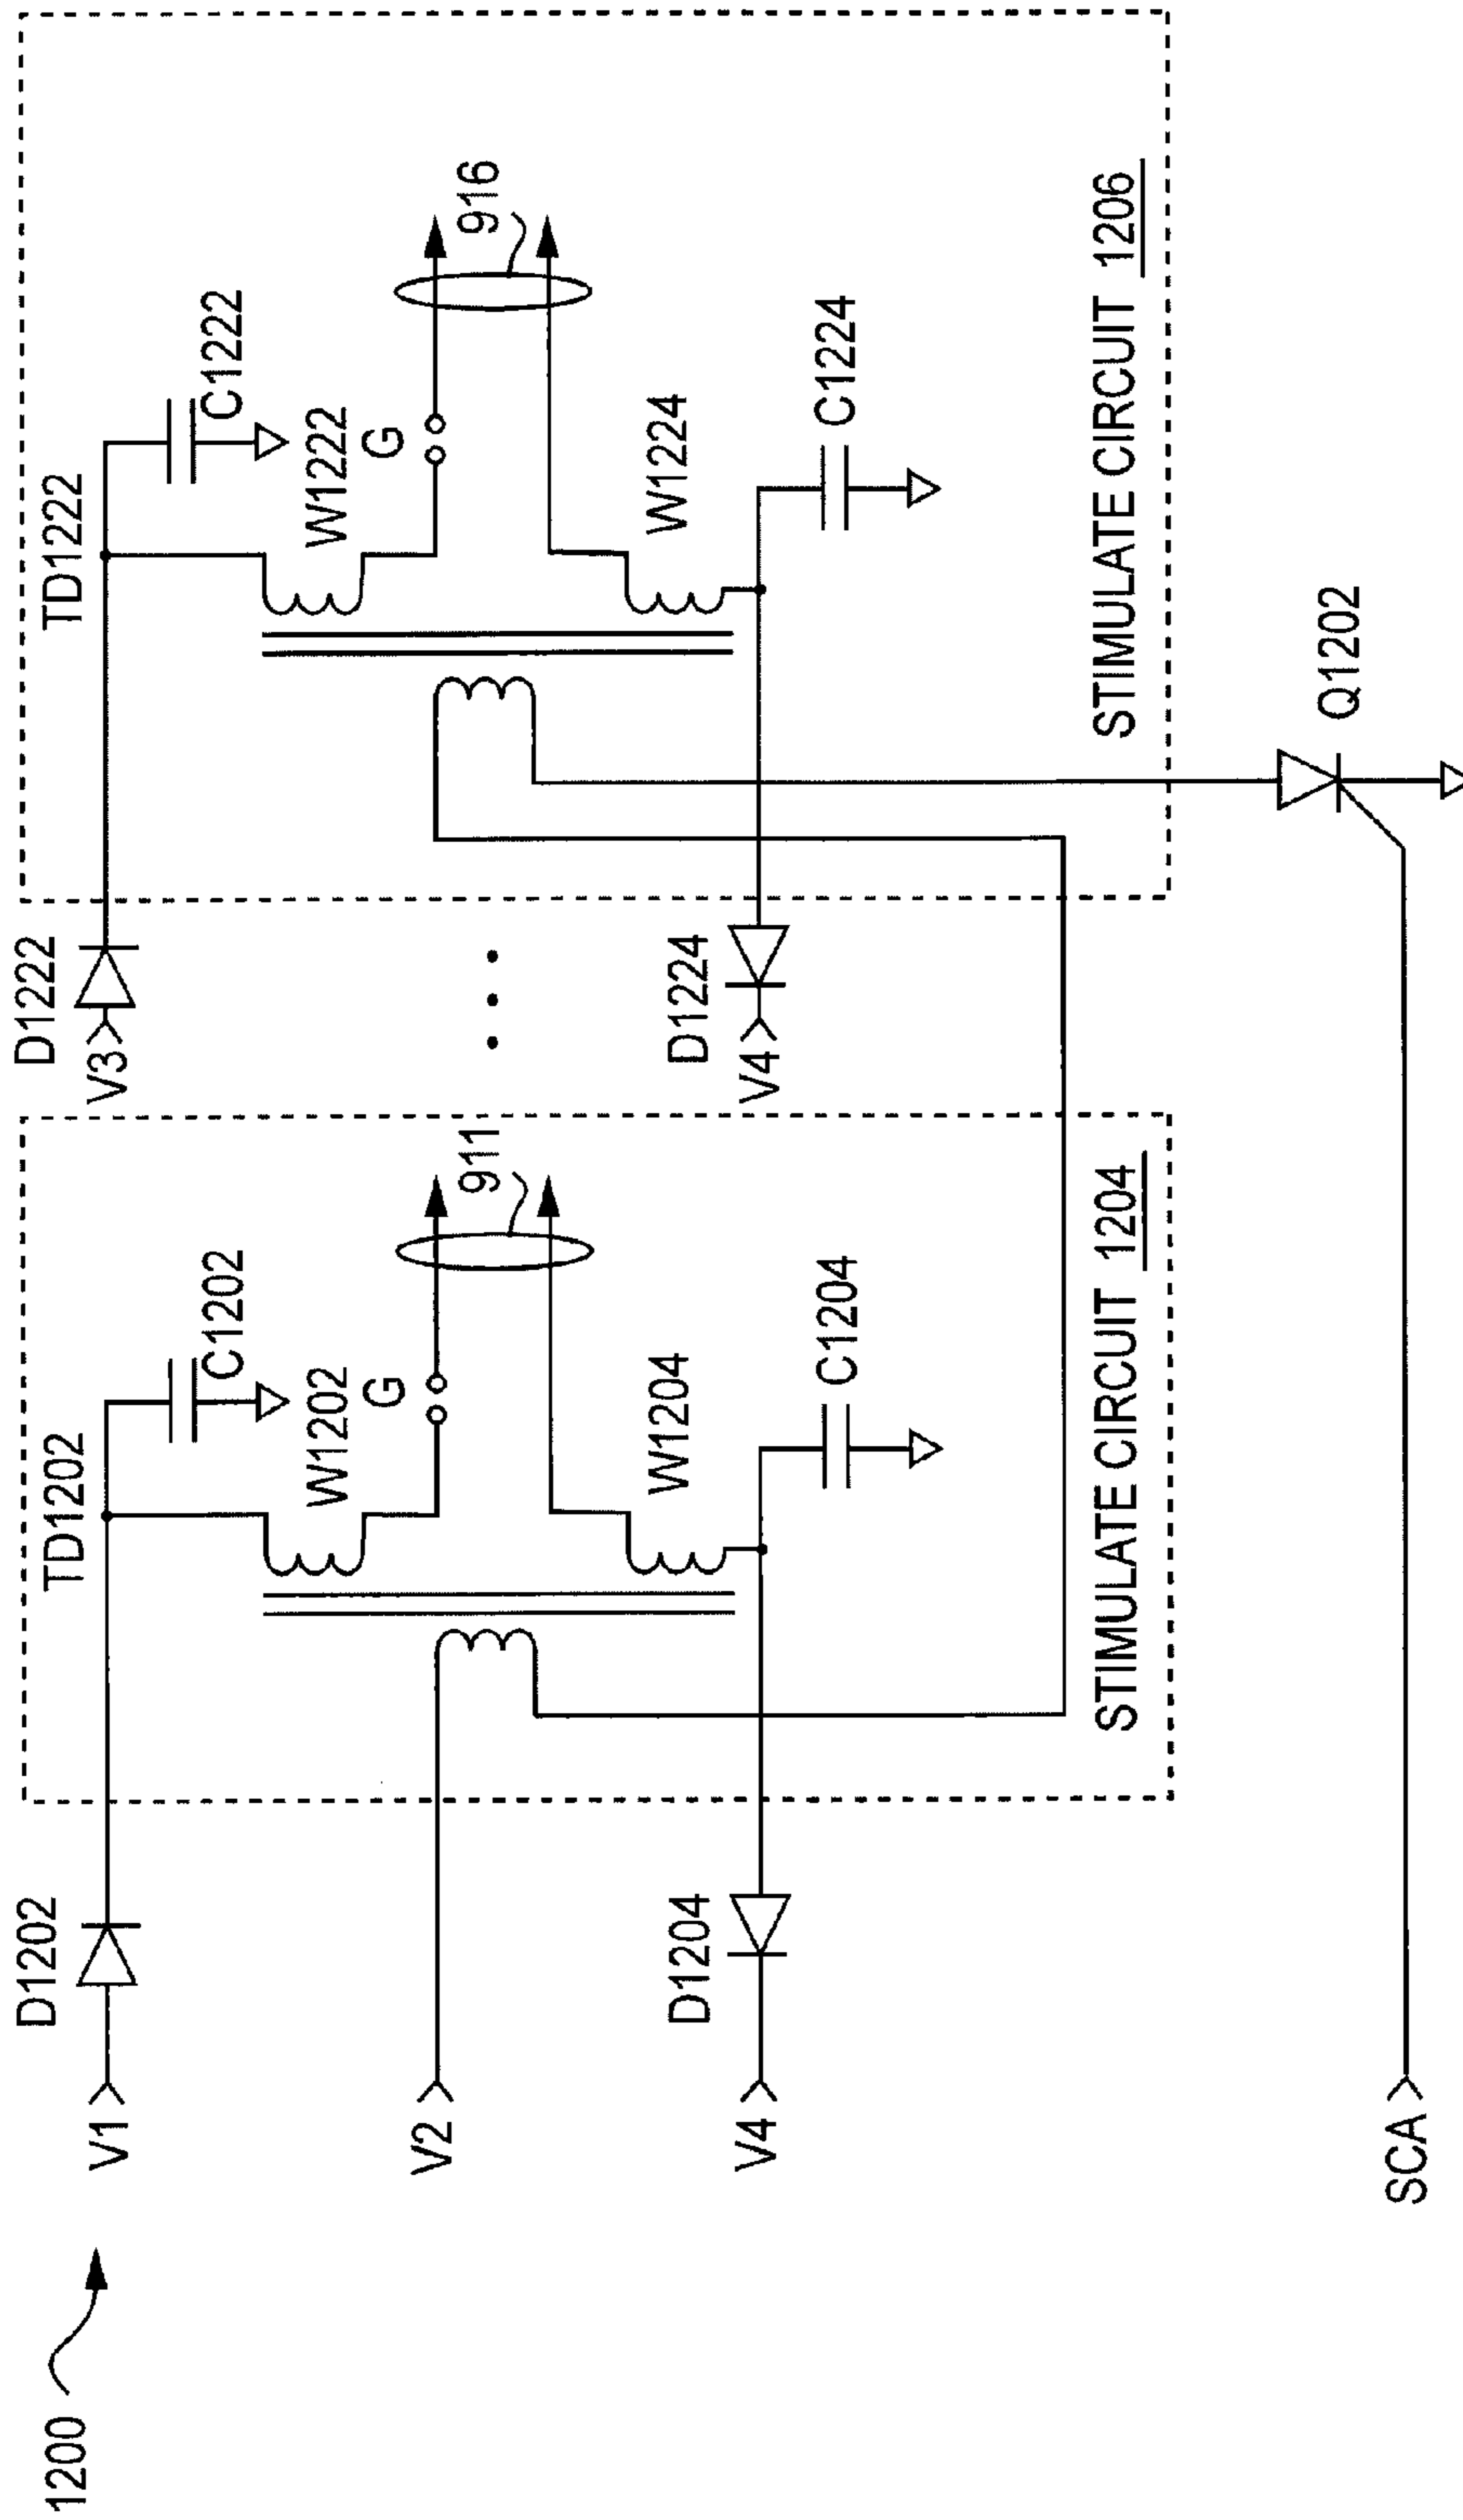 1200
V1
D1202
TD1202
C1202
W1202
G
911
V2
W1204
C1204
V4
D1204
STIMULATE CIRCUIT 1204
D1222
V3
TD1222
C1222
W1222
G
916
W1224
C1224
D1224
V4
STIMULATE CIRCUIT 1206
Q1202
SCA